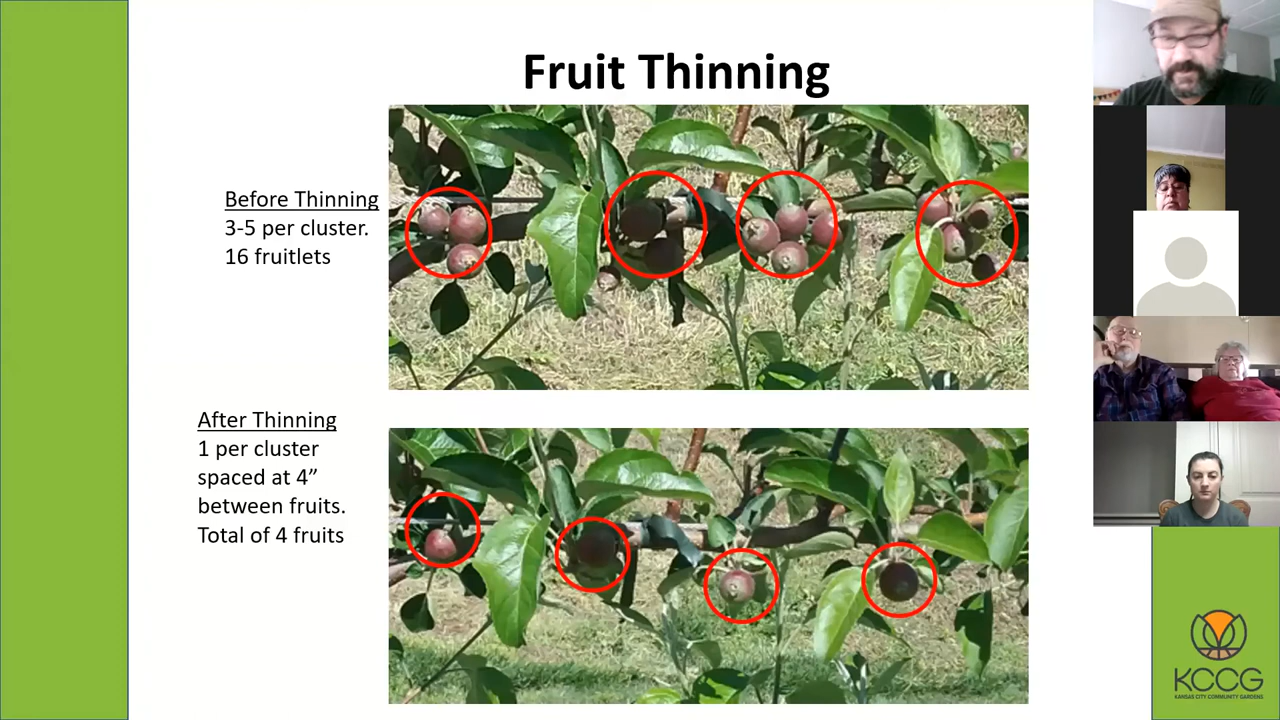 Fruit Thinning
Before Thinning
3-5 per cluster.
16 fruitlets
After Thinning
1 per cluster
spaced at 4”
between fruits.
Total of 4 fruits
KCCG
KANSAS CITY COMMUNITY GARDENS